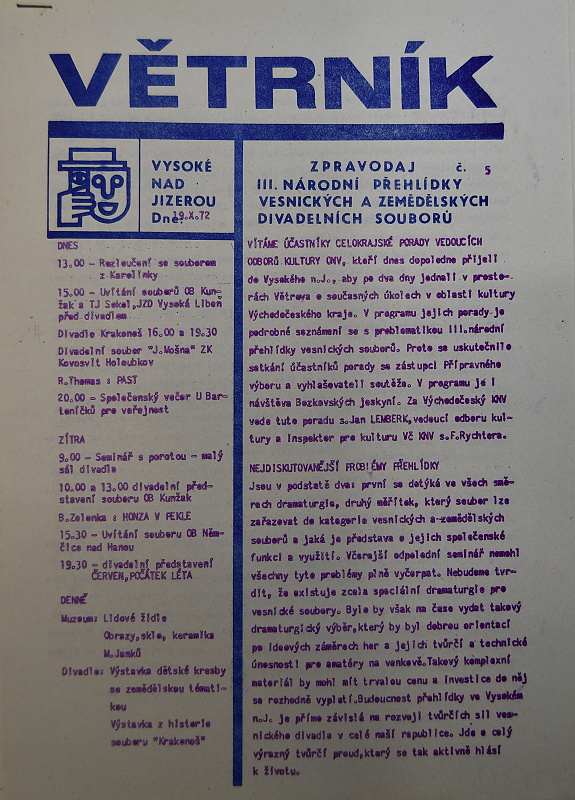 VĚTRNÍK
VYSOKÉ
NAD
JIZEROU
Dne: 19.X.72
ZPRAVODAJ č. 5
III. NÁRODNÍ PŘEHLÍDKY
VESNICKÝCH A ZEMĚDĚLSKÝCH
DIVADELNÍCH SOUBORŮ
DNES
13.00 - Rozloučení se souborem
z Karolinky
15.00 - Uvítání souborů OB Kun-
žak a TJ Sokol,JZD Vysoká Libeň
před divadlem
Divadlo Krakonoš 16.00 a 19.30
Divadelní soubor "J.Mošna" ZK
Kovosvit Holoubkov
R.Thomas : PAST
20.00 - Společenský večer U Bar-
toníčků pro veřejnost
ZÍTRA
9.00 - Seminář s porotou - malý
sál divadla
10.00 a 13.00 divadelní před-
stavení souboru OB Kunžak
B.Zelenka : HONZA V PEKLE
15.30 - Uvítání souboru OB Něm-
čice nad Hanou
19.30 - divadelní představení
ČERVEN,POČÁTEK LÉTA
DENNĚ
Muzeum: Lidové židle
Obrazy,sklo, keramika
M.Janků
Divadlo: Výstavka dětské kresby
se zemědělskou témati-
kou
Výstavka z historie
souboru "Krakonoš"
VÍTÁME ÚČASTNÍKY CELOKRAJSKÉ PORADY VEDOUCÍCH
ODBORŮ KULTURY ONV, kteří dnes dopoledne přijeli
do Vysokého n.J., aby po dva dny jednali v prosto-
rách Větrova o současných úkolech v oblasti kultury
Východočeského kraje. V programu jejich porady je
podrobné seznámení se s problematikou III.národní
přehlídky vesnických souborů. Proto se uskutečnilo
setkání účastníků porady se zástupci Přípravného
výboru a vyhlašovateli soutěže. V programu je i
návštěva Bozkovských jeskyní. Za Východočeský KNV
vede tuto poradu s.Jan LEMBERK,vedoucí odboru kul-
tury a inspektor pro kulturu VČ KNV s.F.Rychtera.
NEJDISKUTOVANĚJŠÍ PROBLÉMY PŘEHLÍDKY
Jsou v podstatě dva: první se dotýká ve všech smě-
rech dramaturgie, druhý měřítek, který soubor lze
zařazovat do kategorie vesnických a zemědělských
souborů a jaká je představa o jejich společenské
funkci a využití. Včerejší odpolední seminář nemohl
všechny tyto problémy plně vyčerpat. Nebudeme tvr-
dit, že existuje zcela speciální dramaturgie pro
vesnické soubory. Bylo by však na čase vydat takový
dramaturgický výběr,který by byl dobrou orientací
po ideových záměrech her a jejich tvůrčí a technické
únosnosti pro amatéry na venkově.Takový komplexní
materiál by mohl mít trvalou cenu a investice do něj
se rozhodně vyplatí.Budoucnost přehlídky ve Vysokém
n.J. je přímo závislá na rozvoji tvůrčích sil ves-
nického divadla v celé naší republice. Jde o celý
výrazný tvůrčí proud,který se tak aktivně hlásí
k životu.